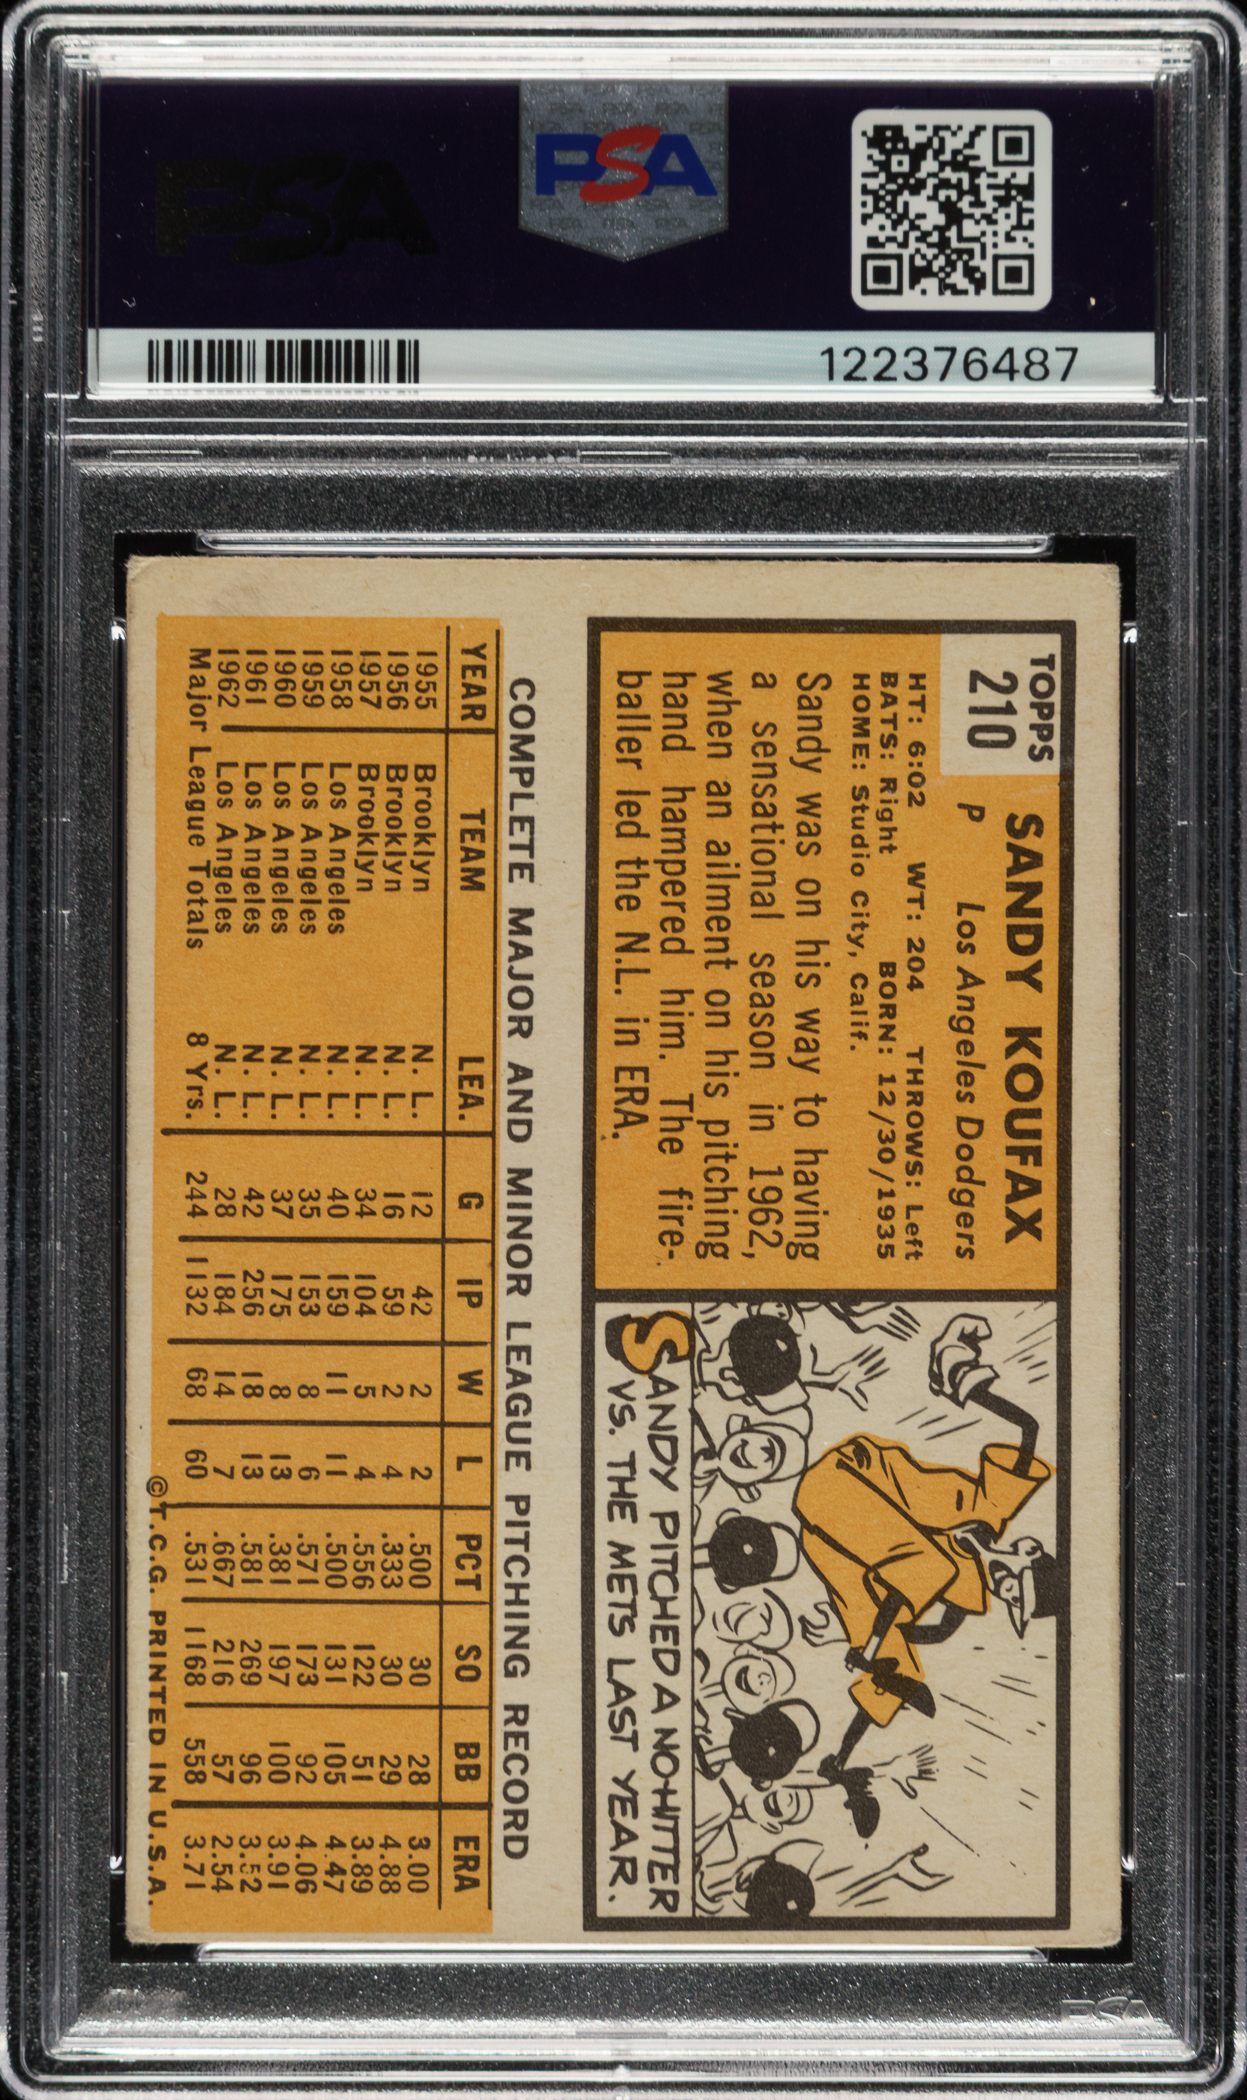 PSA
PSA
122376487
TOPPS
210
SANDY KOUFAX
P Los Angeles Dodgers
HT: 6:02 WT: 204 THROWS: Left
BATS: Right BORN: 12/30/1935
HOME: Studio City, Calif.
Sandy was on his way to having
a sensational season in 1962,
when an ailment on his pitching
hand hampered him. The fire-
baller led the N.L. in ERA.
SANDY PITCHED A NO-HITTER
VS. THE METS LAST YEAR.
COMPLETE MAJOR AND MINOR LEAGUE PITCHING RECORD
YEAR TEAM LEA. G IP W L PCT SO BB ERA
1955 Brooklyn N. L. 12 42 2 2 .500 30 28 3.00
1956 Brooklyn N. L. 16 59 2 4 .333 30 29 4.88
1957 Brooklyn N. L. 34 104 5 4 .556 122 51 3.89
1958 Los Angeles N. L. 40 159 11 11 .500 131 105 4.47
1959 Los Angeles N. L. 35 153 8 6 .571 173 92 4.06
1960 Los Angeles N. L. 37 175 8 13 .381 197 100 3.91
1961 Los Angeles N. L. 42 256 18 13 .581 269 96 3.52
1962 Los Angeles N. L. 28 184 14 7 .667 216 57 2.54
Major League Totals 8 Yrs. 244 1132 68 60 .531 1168 558 3.71
©T.C.G. PRINTED IN U.S.A.
PSA